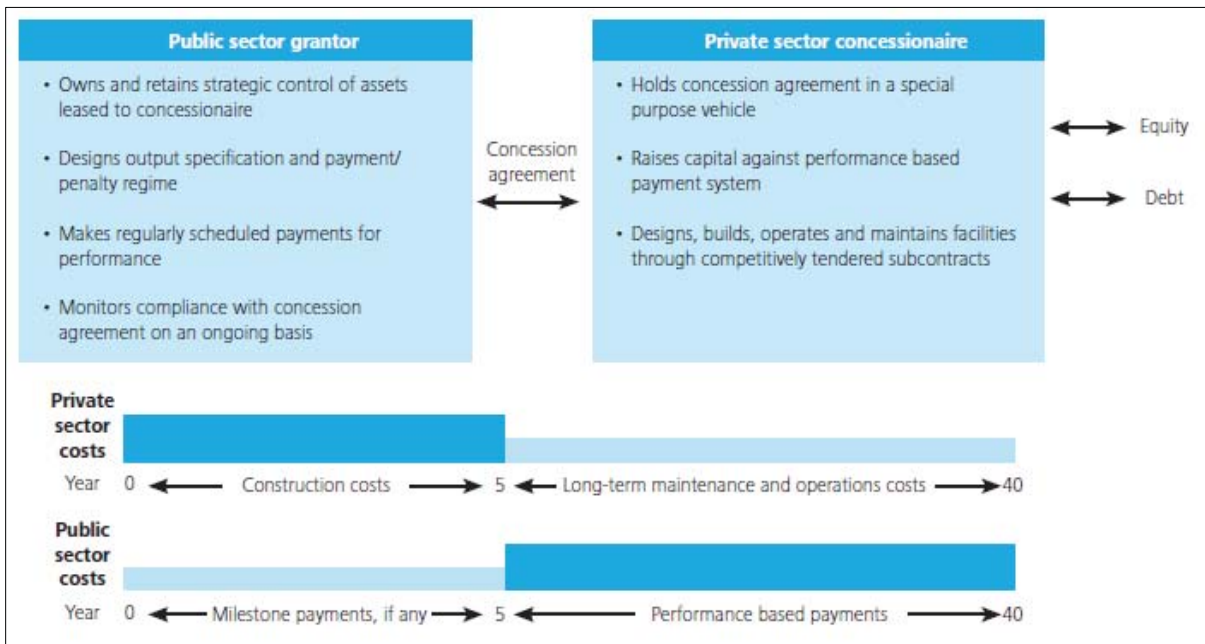 Public sector grantor
• Owns and retains strategic control of assets
leased to concessionaire
• Designs output specification and payment/
penalty regime
• Makes regularly scheduled payments for
performance
• Monitors compliance with concession
agreement on an ongoing basis
Concession
agreement
Private sector concessionaire
• Holds concession agreement in a special
purpose vehicle
• Raises capital against performance based
payment system
• Designs, builds, operates and maintains facilities
through competitively tendered subcontracts
Equity
Debt
Private
sector
costs
Year 0 Construction costs 5 Long-term maintenance and operations costs 40
Public
sector
costs
Year 0 Milestone payments, if any 5 Performance based payments 40